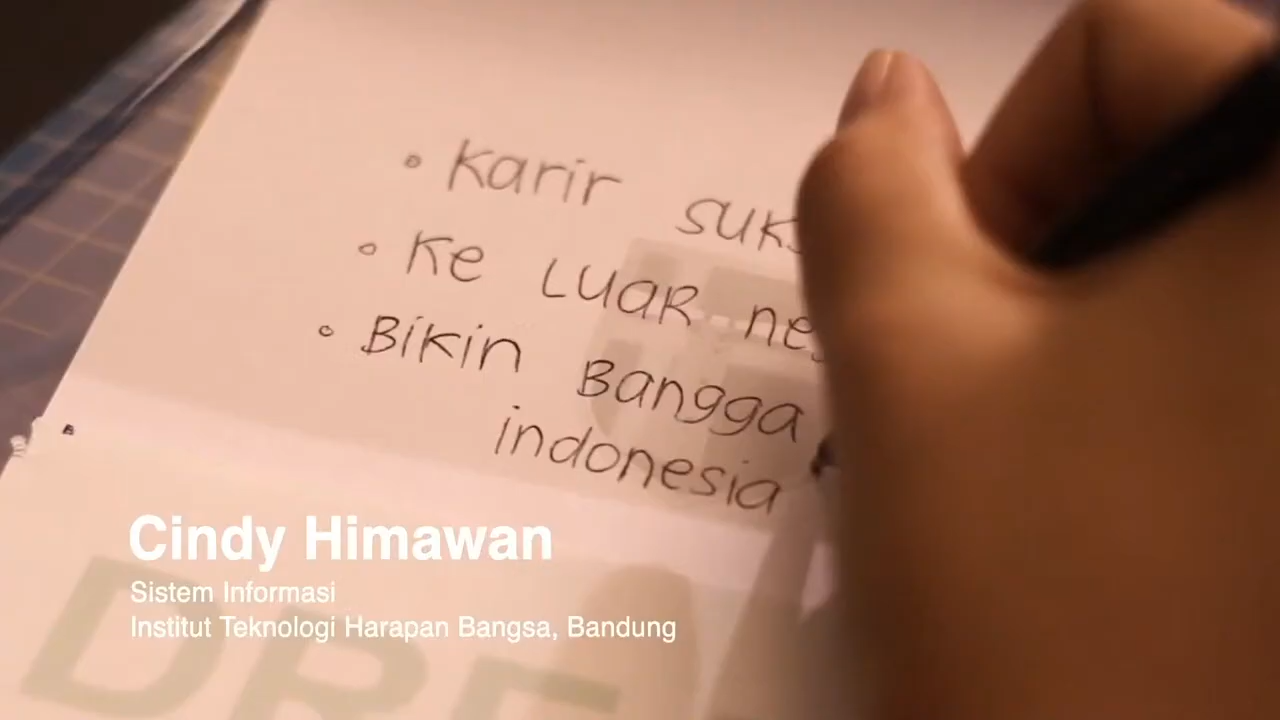 • Karir
• Ke LUAR
• Bikin Bangga
indonesia
Cindy Himawan
Sistem Informasi
Institut Teknologi Harapan Bangsa, Bandung